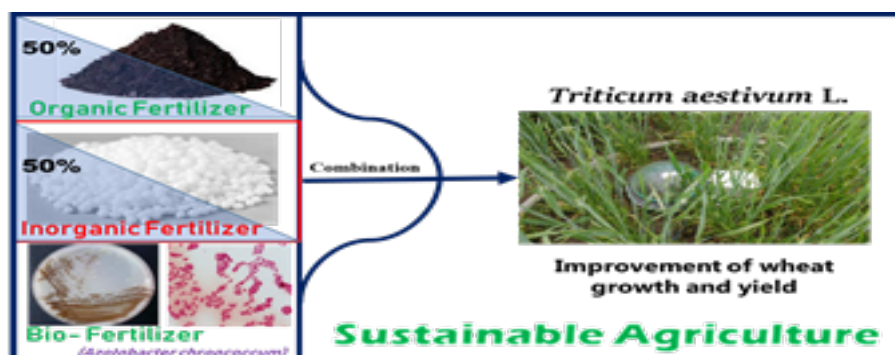 50%
Organic Fertilizer
50%
Inorganic Fertilizer
Bio-Fertilizer
(Azotobacter chroococcum)
Combination
Triticum aestivum L.
Improvement of wheat
growth and yield
Sustainable Agriculture